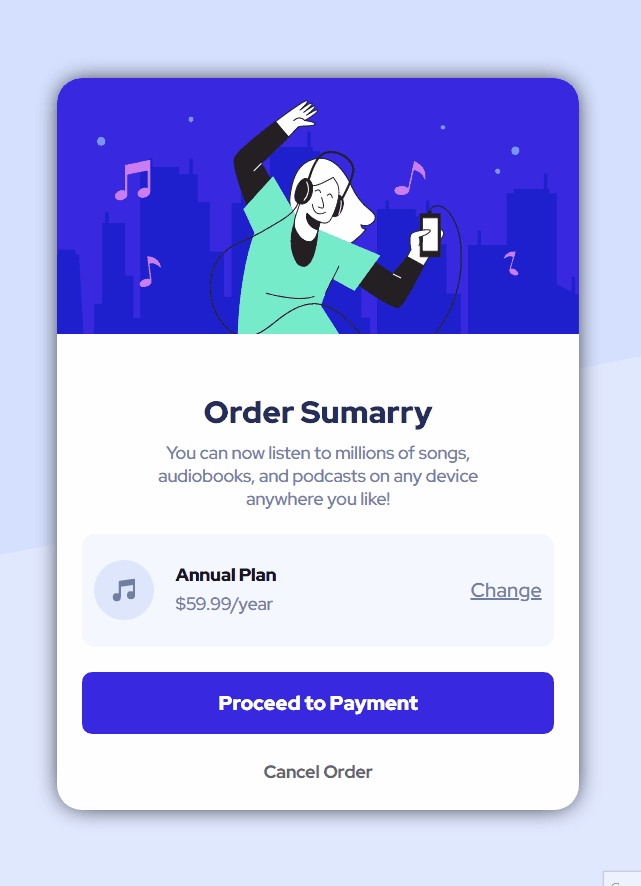 Order Sumarry
You can now listen to millions of songs,
audiobooks, and podcasts on any device
anywhere you like!
Annual Plan
$59.99/year
Change
Proceed to Payment
Cancel Order